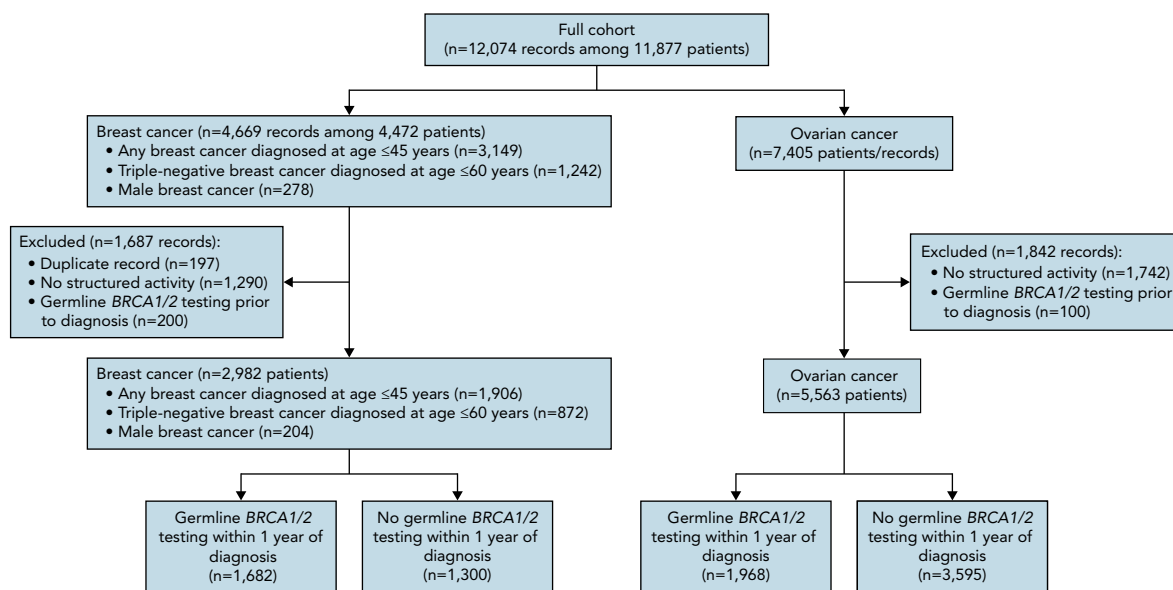 Full cohort
(n=12,074 records among 11,877 patients)
Breast cancer (n=4,669 records among 4,472 patients)
• Any breast cancer diagnosed at age ≤45 years (n=3,149)
• Triple-negative breast cancer diagnosed at age ≤60 years (n=1,242)
• Male breast cancer (n=278)
Ovarian cancer
(n=7,405 patients/records)
Excluded (n=1,687 records):
• Duplicate record (n=197)
• No structured activity (n=1,290)
• Germline BRCA1/2 testing prior
to diagnosis (n=200)
Excluded (n=1,842 records):
• No structured activity (n=1,742)
• Germline BRCA1/2 testing prior
to diagnosis (n=100)
Breast cancer (n=2,982 patients)
• Any breast cancer diagnosed at age ≤45 years (n=1,906)
• Triple-negative breast cancer diagnosed at age ≤60 years (n=872)
• Male breast cancer (n=204)
Ovarian cancer
(n=5,563 patients)
Germline BRCA1/2
testing within 1 year of
diagnosis
(n=1,682)
No germline BRCA1/2
testing within 1 year of
diagnosis
(n=1,300)
Germline BRCA1/2
testing within 1 year of
diagnosis
(n=1,968)
No germline BRCA1/2
testing within 1 year of
diagnosis
(n=3,595)